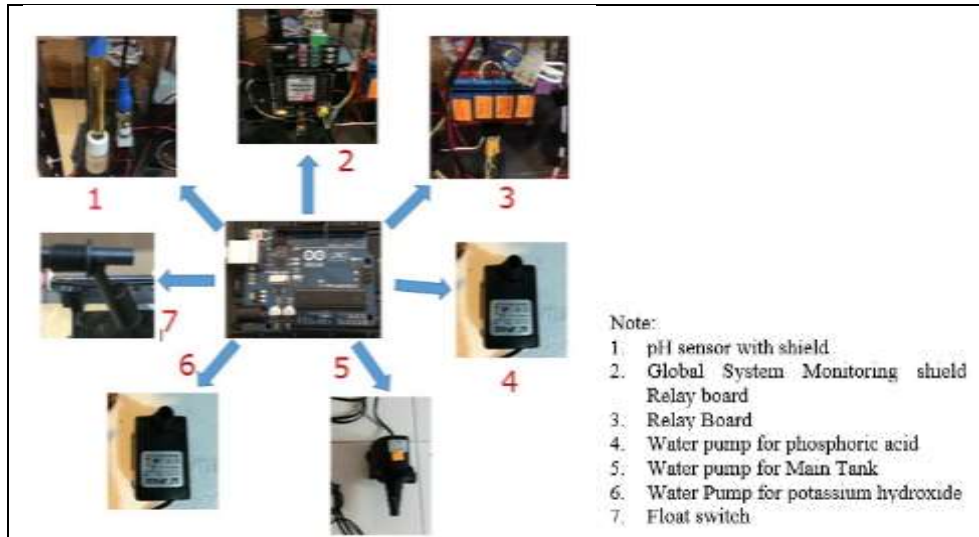 1
2
3
4
5
6
7
Note:
1. pH sensor with shield
2. Global System Monitoring shield
Relay board
3. Relay Board
4. Water pump for phosphoric acid
5. Water pump for Main Tank
6. Water Pump for potassium hydroxide
7. Float switch